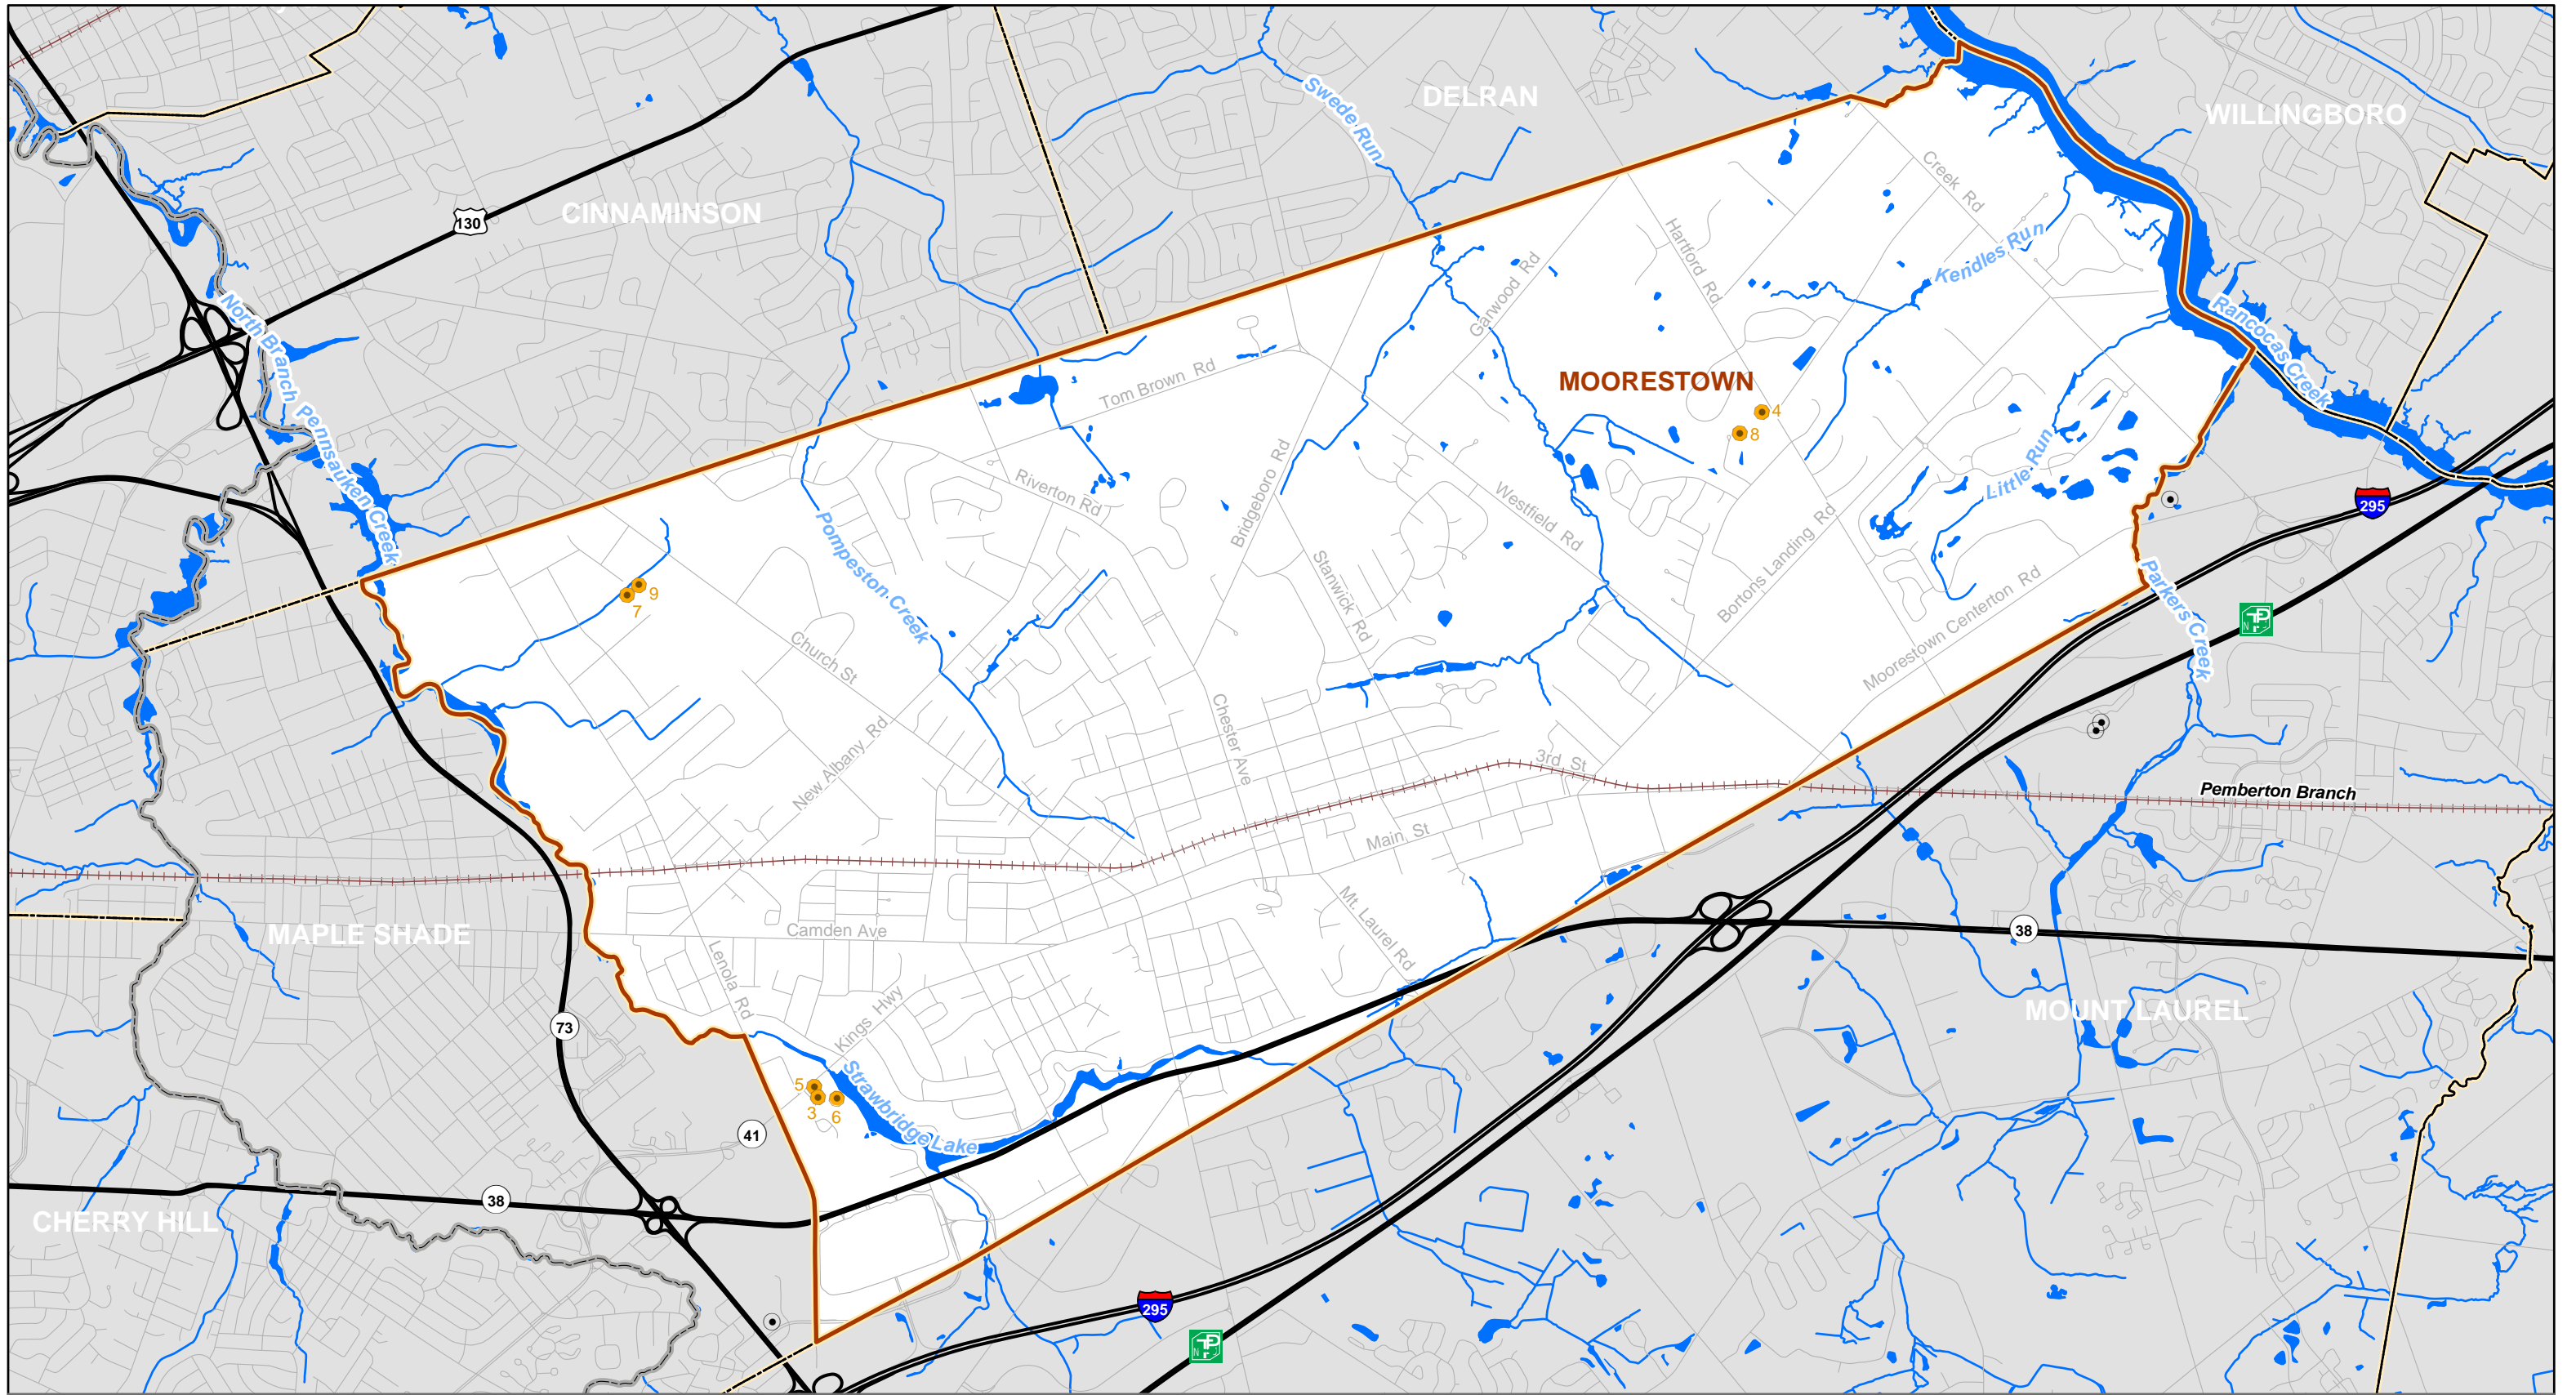 DELRAN
WILLINGBORO
Swede Run
CINNAMINSON
130
Creek Rd
Hartford Rd
Kendles Run
Garwood Rd
North Branch Pennsauken Creek
Rancocas Creek
Tom Brown Rd
MOORESTOWN
4
8
Riverton Rd
Bridgeboro Rd
Westfield Rd
Little Run
295
Pompeston Creek
Stanwick Rd
Bortons Landing Rd
Moorestown Centerton Rd
Parkers Creek
9
7
Church St
Chester Ave
New Albany Rd
3rd St
Pemberton Branch
Main St
MAPLE SHADE
Camden Ave
Lenola Rd
Mt. Laurel Rd
38
MOUNT LAUREL
73
Kings Hwy
5
3
6
Strawbridge Lake
41
38
CHERRY HILL
295